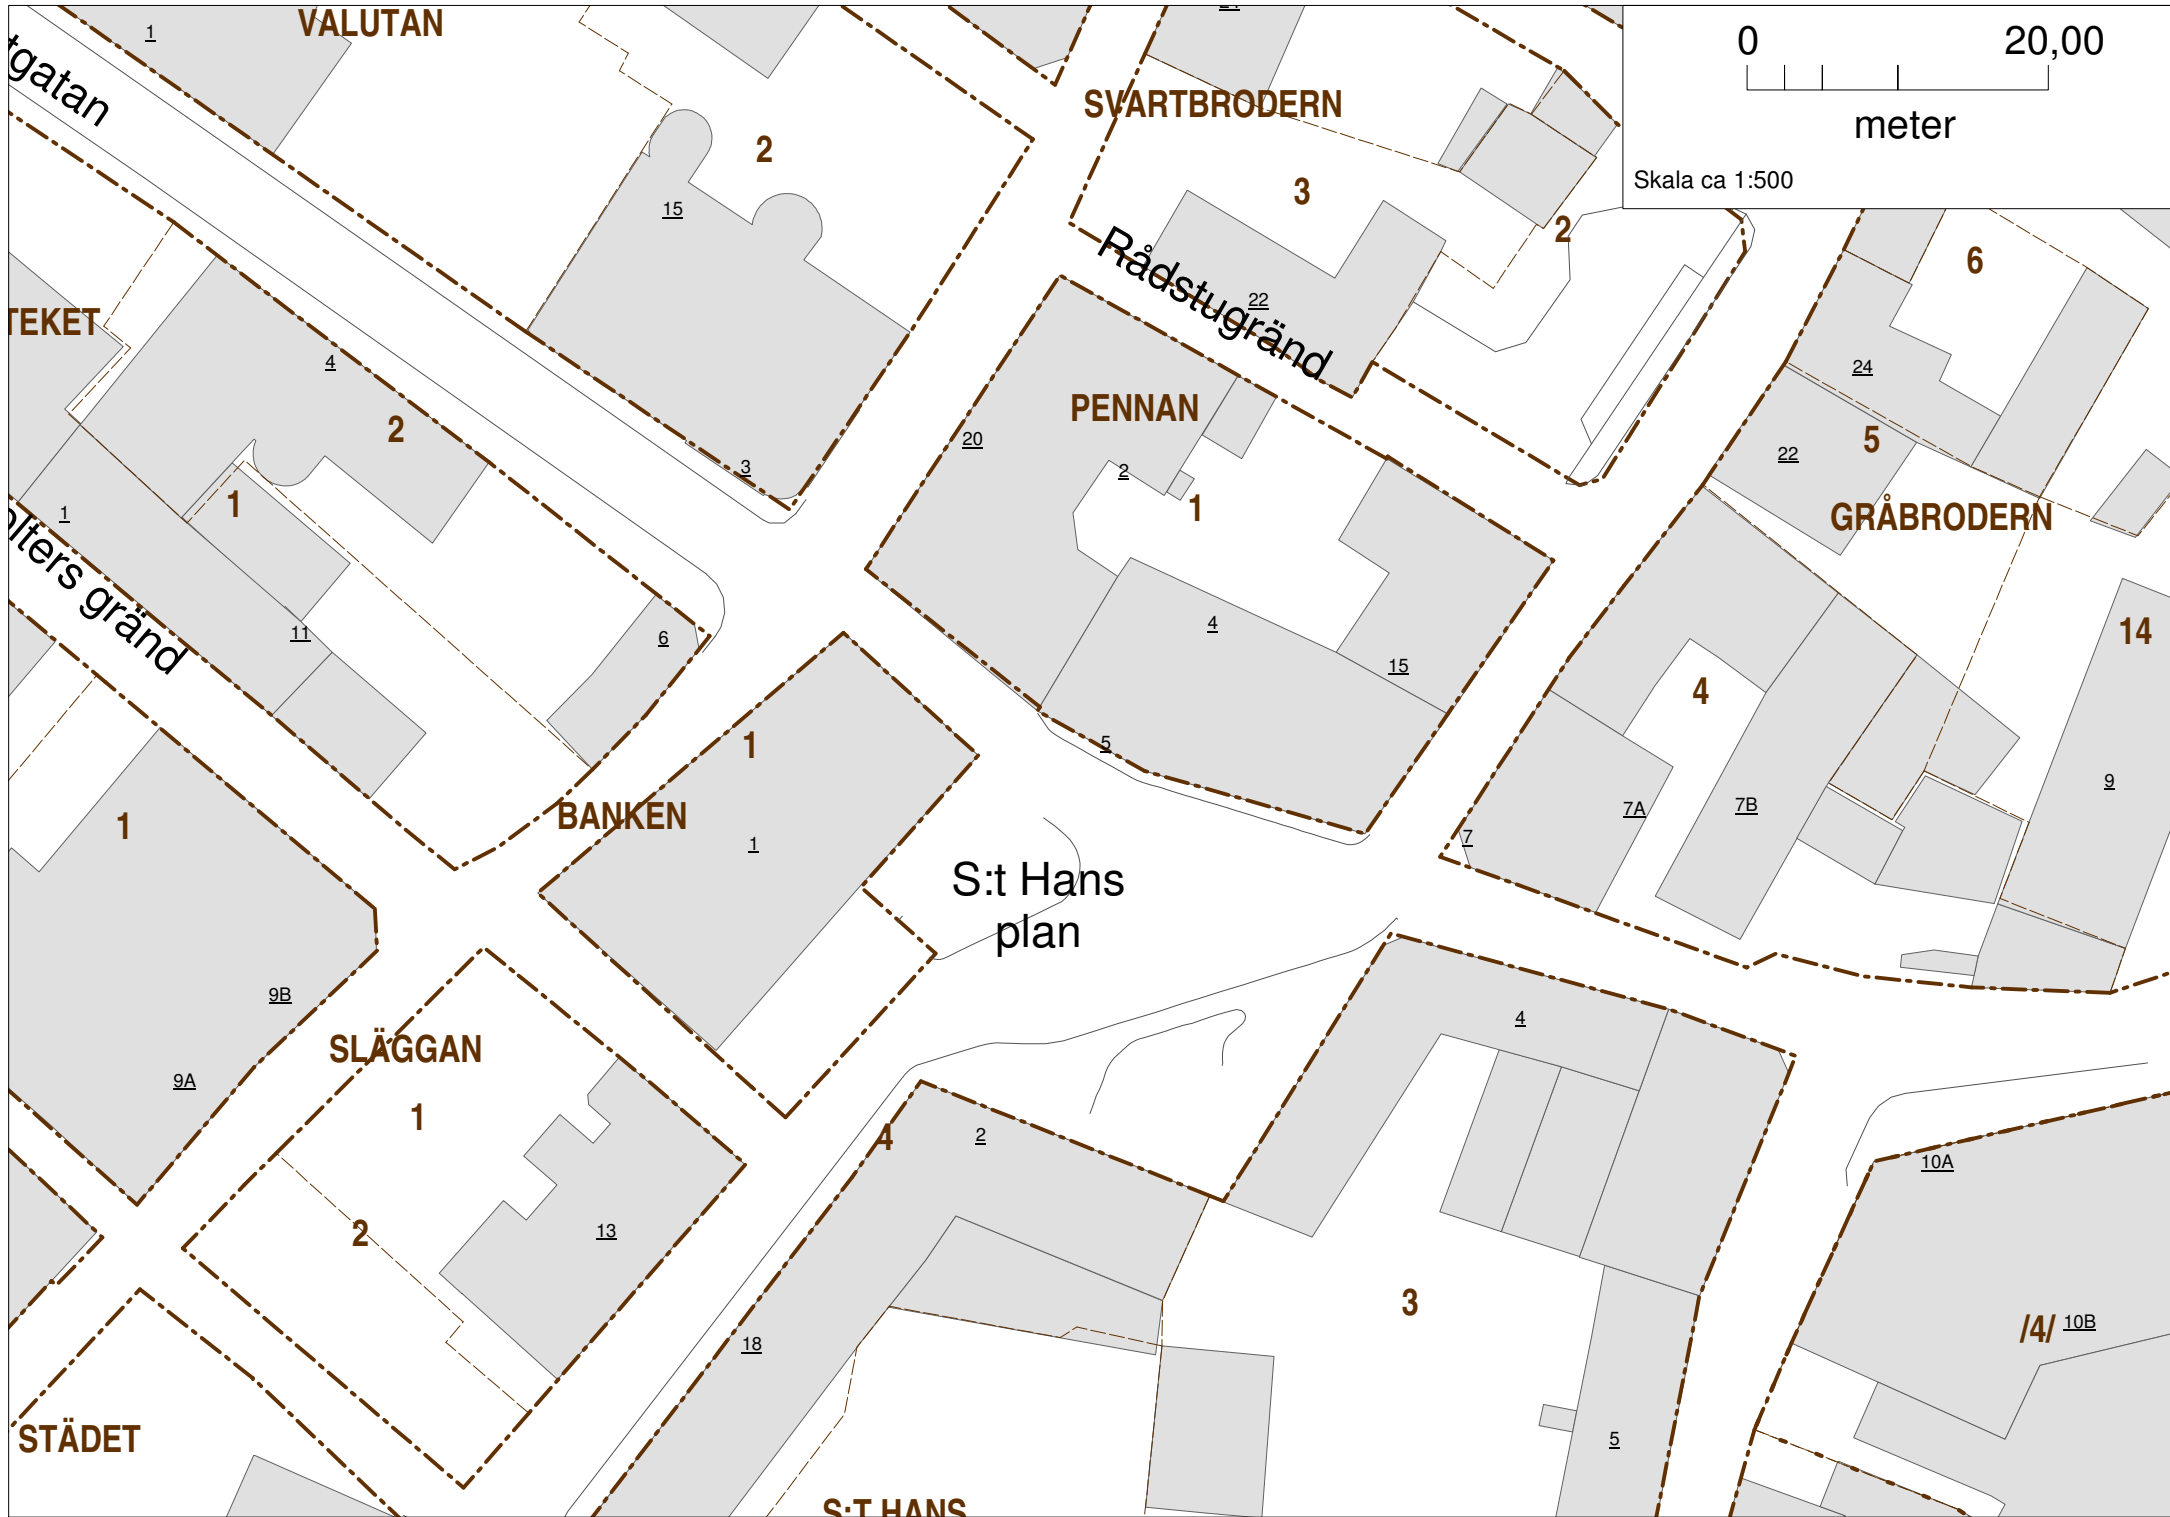 1
VALUTAN
0
20,00
meter
Skala ca 1:500
tgatan
SVARTBRODERN
2
15
3
2
Rådstugränd
22
6
TEKET
4
2
PENNAN
20
2
1
24
5
22
GRÅBRODERN
3
1
1
olters gränd
11
6
4
15
14
4
9
1
BANKEN
1
5
7A
7B
7
1
S:t Hans
plan
9B
9A
SLÄGGAN
1
4
4
2
10A
2
13
3
/4/ 10B
18
STÄDET
5
S:T HANS